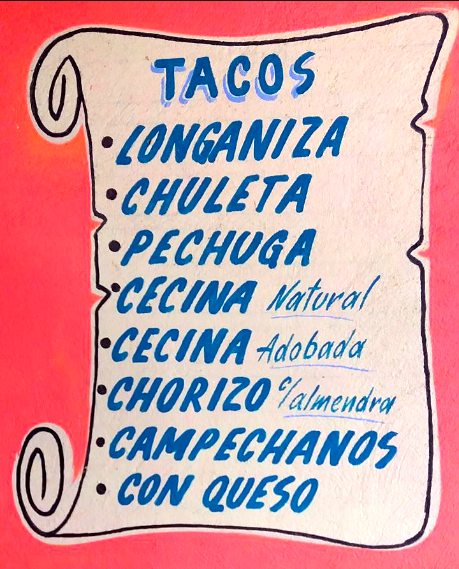 TACOS
• LONGANIZA
• CHULETA
• PECHUGA
• CECINA Natural
• CECINA Adobada
• CHORIZO c/almendra
• CAMPECHANOS
• CON QUESO